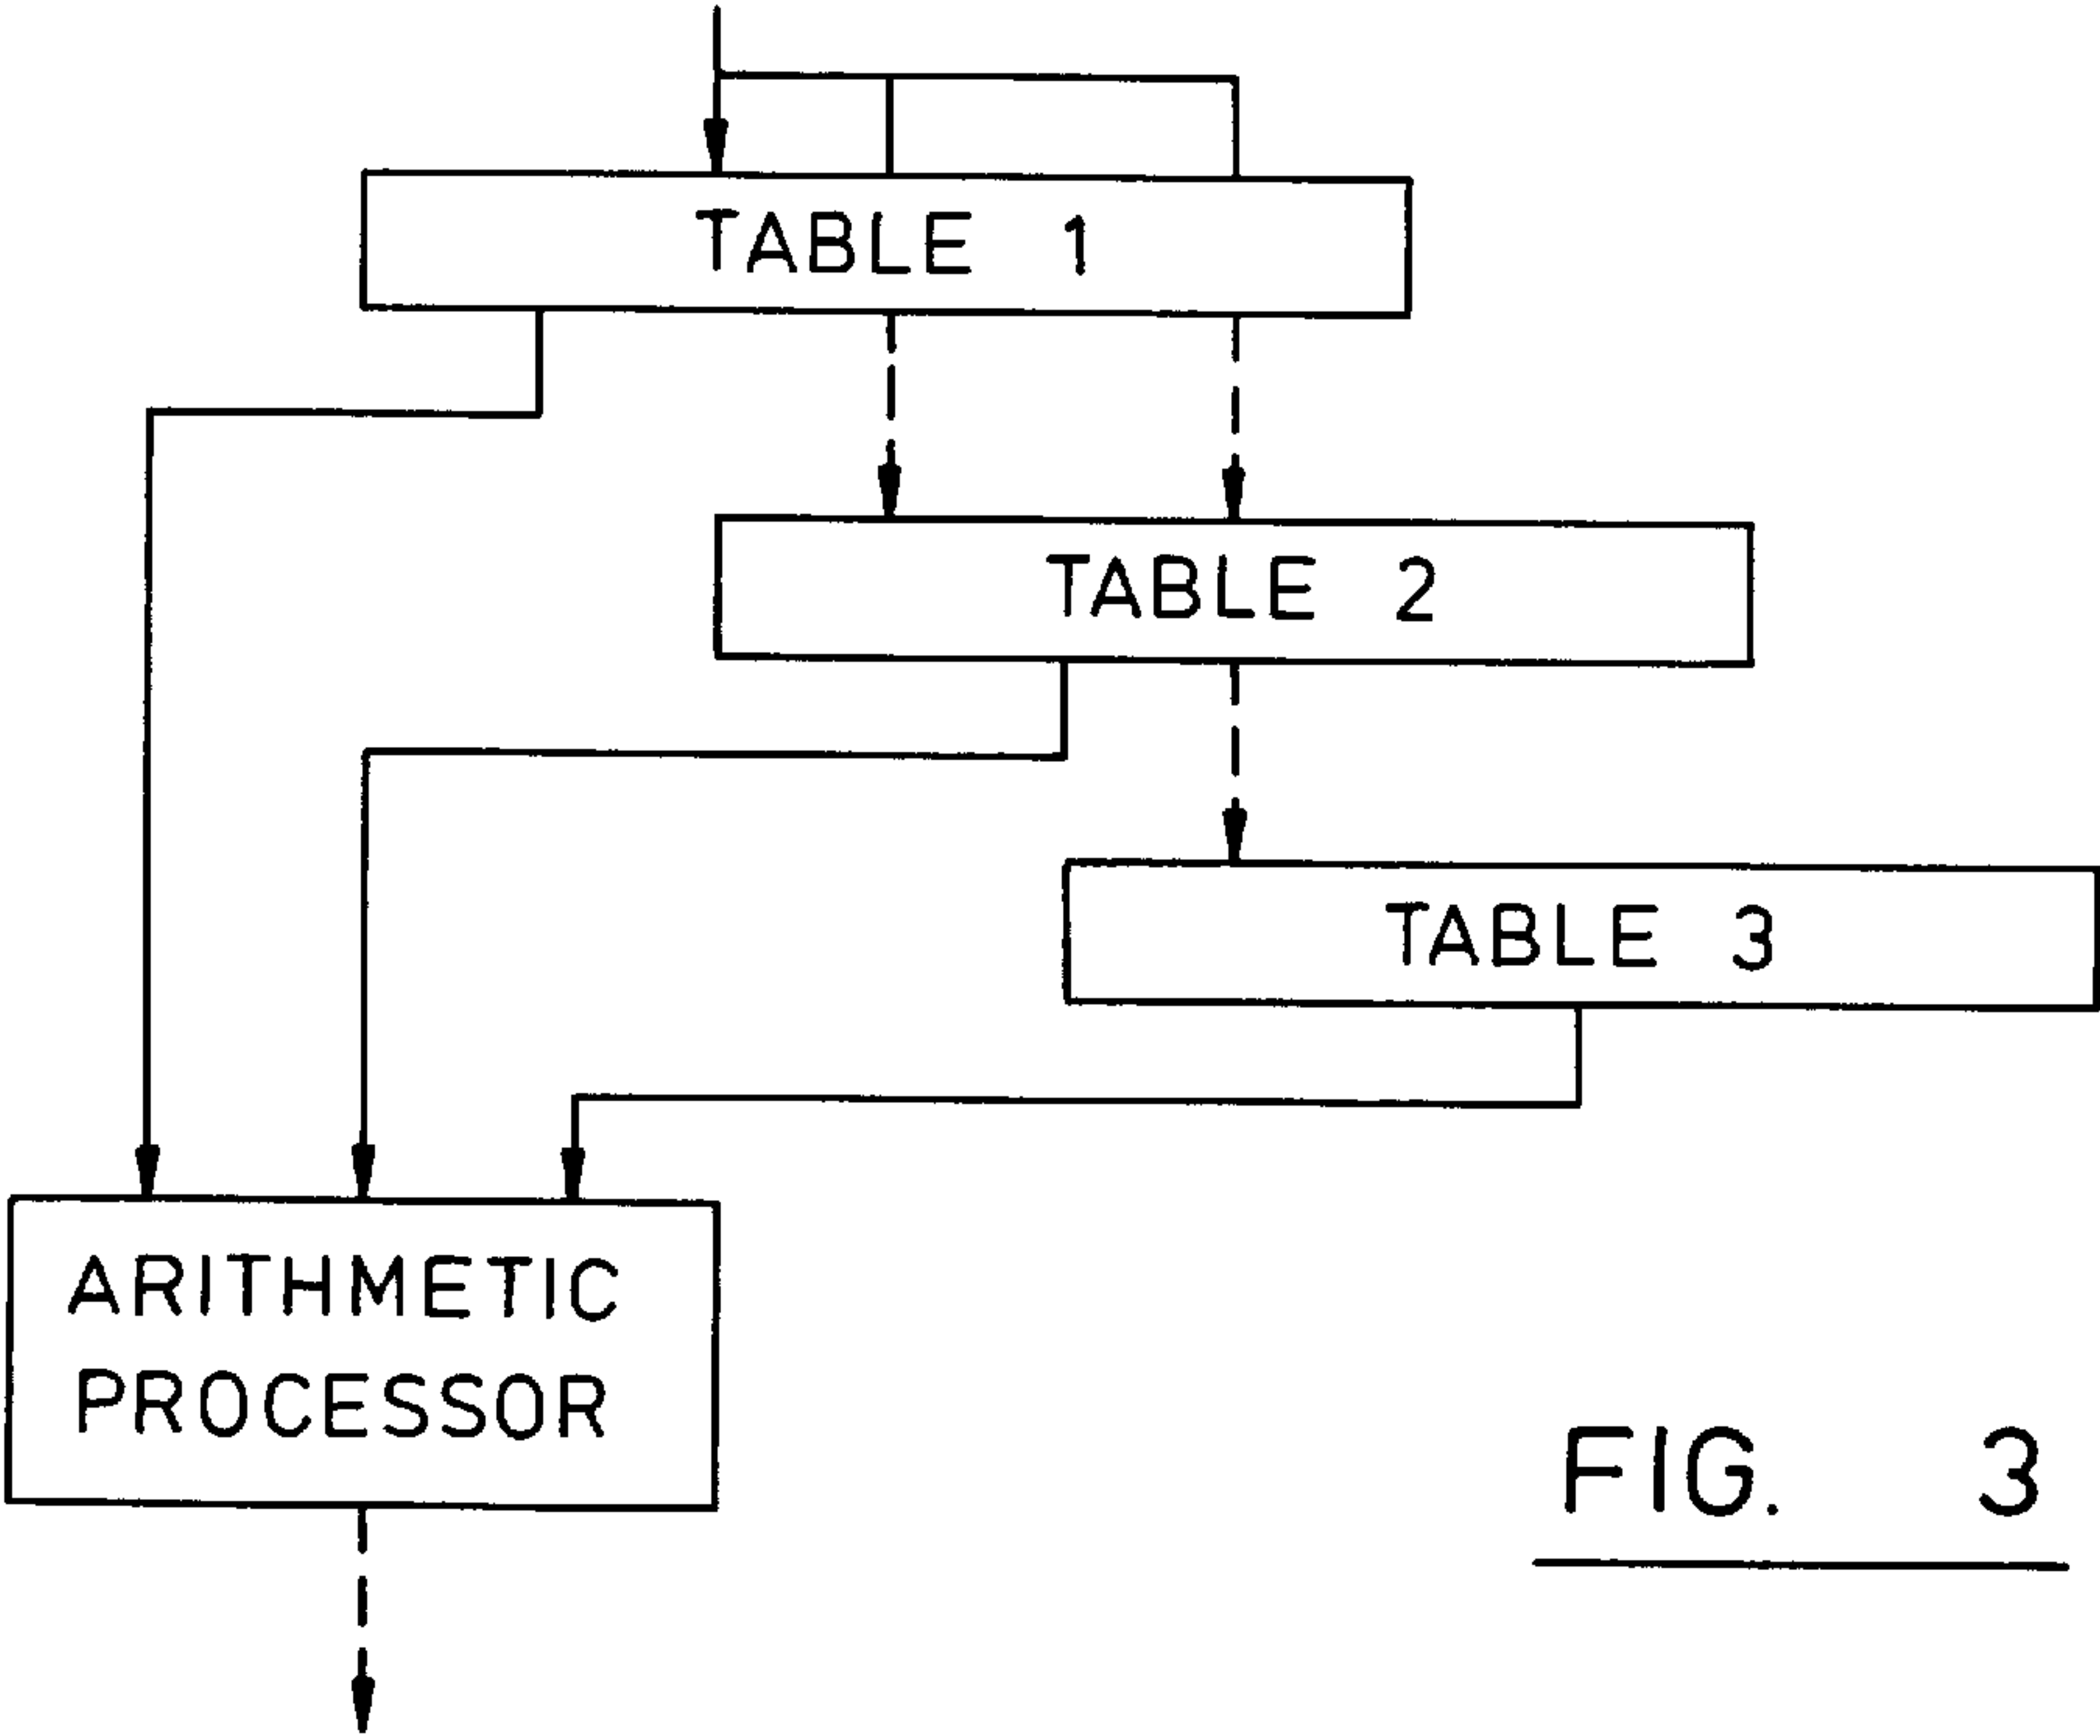 TABLE 1
TABLE 2
TABLE 3
ARITHMETIC
PROCESSOR
FIG. 3